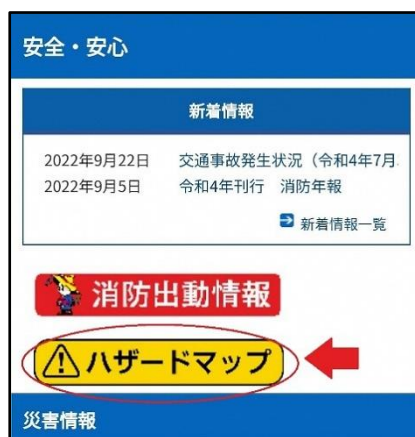 安全・安心
新着情報
2022年9月22日 交通事故発生状況（令和4年7月
2022年9月5日 令和4年刊行 消防年報
新着情報一覧
消防出動情報
ハザードマップ
災害情報